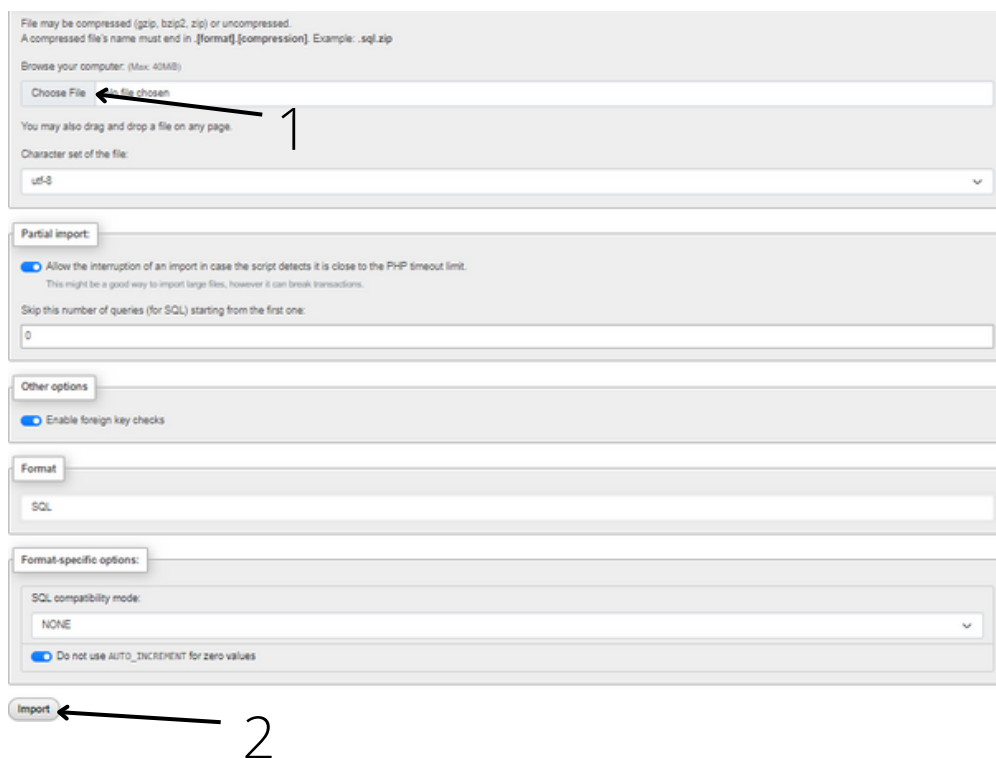 File may be compressed (gzip, bzip2, zip) or uncompressed.
A compressed file's name must end in .[format].[compression]. Example: .sql.zip
Browse your computer: (Max: 40MiB)
Choose File
file chosen
1
You may also drag and drop a file on any page.
Character set of the file:
utf-8
Partial import:
Allow the interruption of an import in case the script detects it is close to the PHP timeout limit.
This might be a good way to import large files, however it can break transactions.
Skip this number of queries (for SQL) starting from the first one:
0
Other options
Enable foreign key checks
Format
SQL
Format-specific options:
SQL compatibility mode:
NONE
Do not use AUTO_INCREMENT for zero values
Import
2